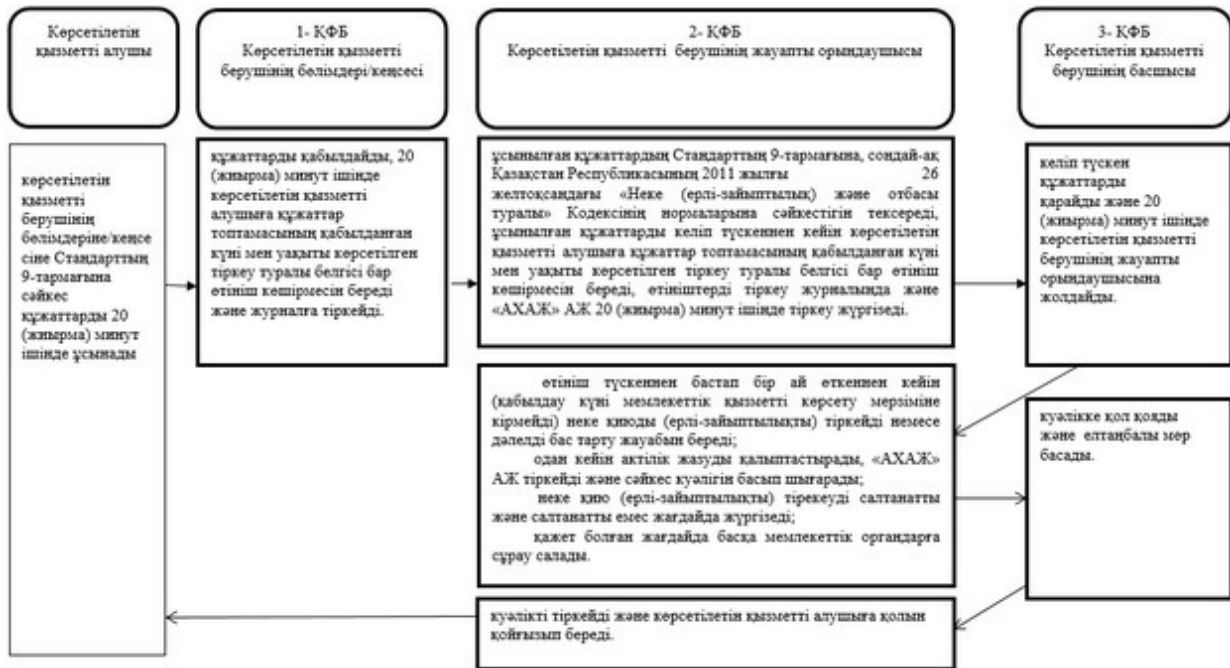 Көрсетілетін
қызметті алушы
1- ҚФБ
Көрсетілетін қызметті
берушінің бөлімдері/кеңсесі
2- ҚФБ
Көрсетілетін қызметті берушінің жауапты орындаушысы
3- ҚФБ
Көрсетілетін қызметті
берушінің басшысы
көрсетілетін
қызметті
берушінің
бөлімдеріне/кеңсе
сіне Стандарттың
9-тармағына
сәйкес
құжаттарды 20
(жиырма) минут
ішінде ұсынады
құжаттарды қабылдайды, 20
(жиырма) минут ішінде
көрсетілетін қызметті
алушыға құжаттар
топтамасының қабылданған
күні мен уақыты көрсетілген
тіркеу туралы белгісі бар
өтініш көшірмесін береді
және журналға тіркейді.
ұсынылған құжаттардың Стандарттың 9-тармағына, сондай-ақ
Қазақстан Республикасының 2011 жылғы 26
желтоқсандағы «Неке (ерлі-зайыптылық) және отбасы
туралы» Кодексінің нормаларына сәйкестігін тексереді,
ұсынылған құжаттарды келіп түскеннен кейін көрсетілетін
қызметті алушыға құжаттар топтамасының қабылданған күні
мен уақыты көрсетілген тіркеу туралы белгісі бар өтініш
көшірмесін береді, өтініштерді тіркеу журналында және
«АХАЖ» АЖ 20 (жиырма) минут ішінде тіркеу жүргізеді.
келіп түскен
құжаттарды
қарайды және 20
(жиырма) минут ішінде
көрсетілетін қызметті
берушінің жауапты
орындаушысына
жолдайды.
өтініш түскеннен бастап бір ай өткеннен кейін
(қабылдау күні мемлекеттік қызметті көрсету мерзіміне
кірмейді) неке қиюды (ерлі-зайыптылықты) тіркейді немесе
дәлелді бас тарту жауабын береді;
одан кейін актілік жазуды қалыптастырады, «АХАЖ»
АЖ тіркейді және сәйкес куәлігін басып шығарады;
неке қию (ерлі-зайыптылықты) тірекеуді салтанатты
және салтанатты емес жағдайда жүргізеді;
қажет болған жағдайда басқа мемлекеттік органдарға
сұрау салады.
куәлікке қол қояды
және елтаңбалы мөр
басады.
куәлікті тіркейді және көрсетілетін қызметті алушыға қолын
қойғызып береді.